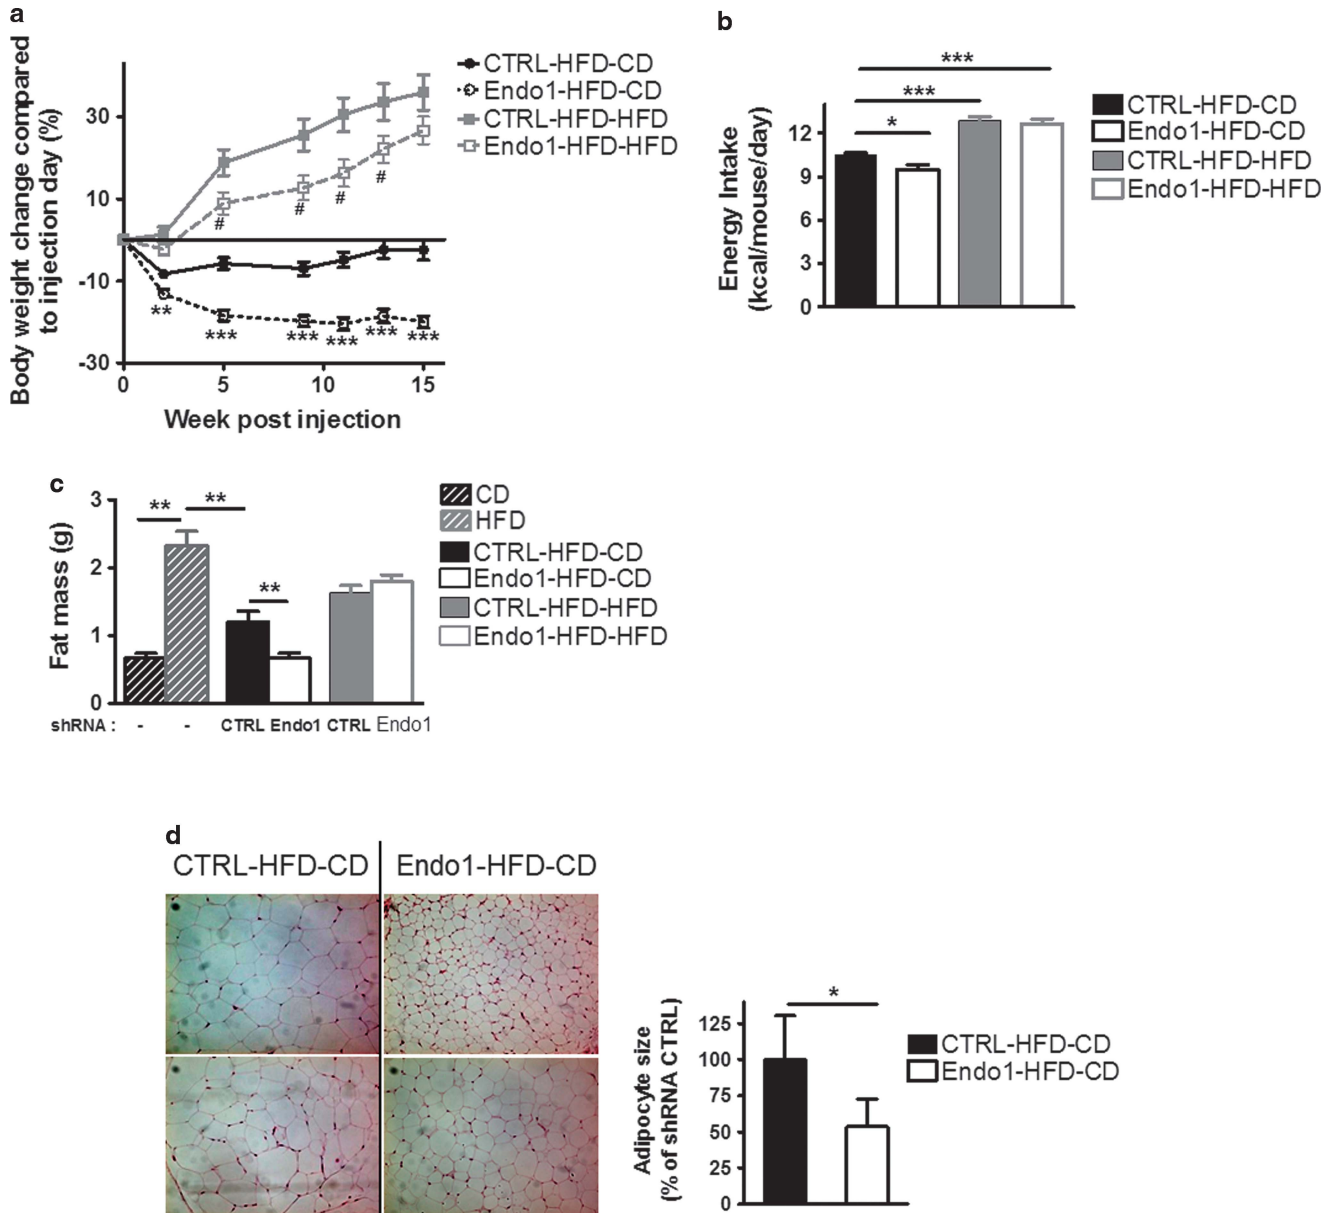 a
Body weight change compared
to injection day (%)
30
10
-10
-30
0
5
10
15
Week post injection
#
#
#
#
**
***
***
***
***
***
CTRL-HFD-CD
Endo1-HFD-CD
CTRL-HFD-HFD
Endo1-HFD-HFD
b
Energy Intake
(kcal/mouse/day)
12
9
6
3
0
***
***
*
CTRL-HFD-CD
Endo1-HFD-CD
CTRL-HFD-HFD
Endo1-HFD-HFD
c
Fat mass (g)
3
2
1
0
**
**
**
shRNA : - - CTRL Endo1 CTRL Endo1
CD
HFD
CTRL-HFD-CD
Endo1-HFD-CD
CTRL-HFD-HFD
Endo1-HFD-HFD
d
CTRL-HFD-CD
Endo1-HFD-CD
Adipocyte size
(% of shRNA CTRL)
125
100
75
50
25
0
*
CTRL-HFD-CD
Endo1-HFD-CD